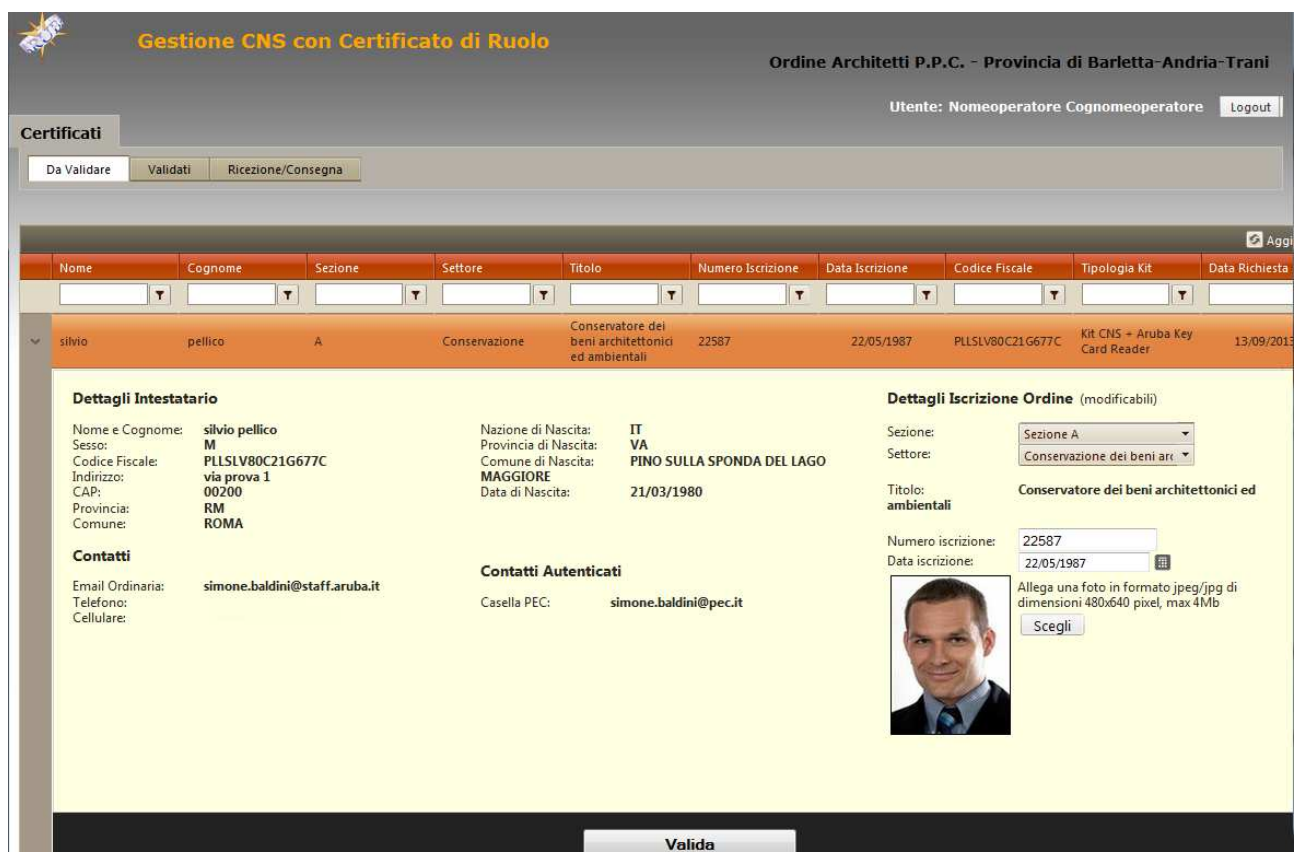 Gestione CNS con Certificato di Ruolo
Ordine Architetti P.P.C. - Provincia di Barletta-Andria-Trani
Utente: Nomeoperatore Cognomeoperatore Logout
Certificati
Da Validare Validati Ricezione/Consegna
Aggi
Nome Cognome Sezione Settore Titolo Numero Iscrizione Data Iscrizione Codice Fiscale Tipologia Kit Data Richiesta
silvio pellico A Conservazione Conservatore dei beni architettonici ed ambientali 22587 22/05/1987 PLLSLV80C21G677C Kit CNS + Aruba Key Card Reader 13/09/2013
Dettagli Intestatario
Nome e Cognome: silvio pellico
Sesso: M
Codice Fiscale: PLLSLV80C21G677C
Indirizzo: via prova 1
CAP: 00200
Provincia: RM
Comune: ROMA
Contatti
Email Ordinaria: simone.baldini@staff.aruba.it
Telefono:
Cellulare:
Nazione di Nascita: IT
Provincia di Nascita: VA
Comune di Nascita: PINO SULLA SPONDA DEL LAGO
MAGGIORE
Data di Nascita: 21/03/1980
Contatti Autenticati
Casella PEC: simone.baldini@pec.it
Dettagli Iscrizione Ordine (modificabili)
Sezione: Sezione A
Settore: Conservazione dei beni arc
Titolo: Conservatore dei beni architettonici ed
ambientali
Numero iscrizione: 22587
Data iscrizione: 22/05/1987
Allega una foto in formato jpeg/jpg di
dimensioni 480x640 pixel, max 4Mb
Scegli
Valida